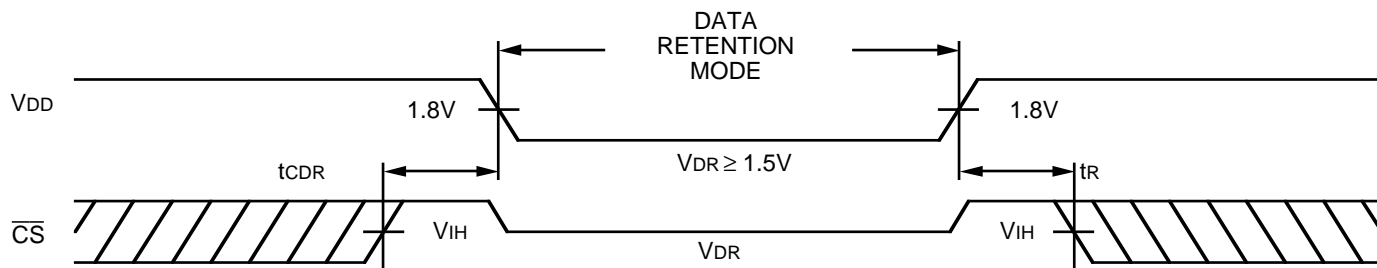 DATA
RETENTION
MODE
VDD
1.8V
1.8V
VDR ≥ 1.5V
tCDR
tR
CS
VIH
VDR
VIH